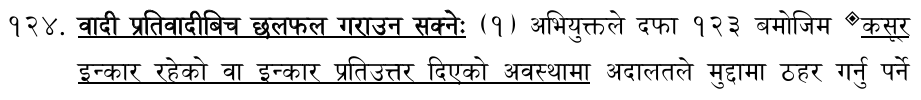 १२४. वादी प्रतिवादीबिच छलफल गराउन सक्नेः (१) अभियुक्तले दफा १२३ बमोजिम ༶कसूर
इन्कार रहेको वा इन्कार प्रतिउत्तर दिएको अवस्थामा अदालतले मुद्दामा ठहर गर्नु पर्ने